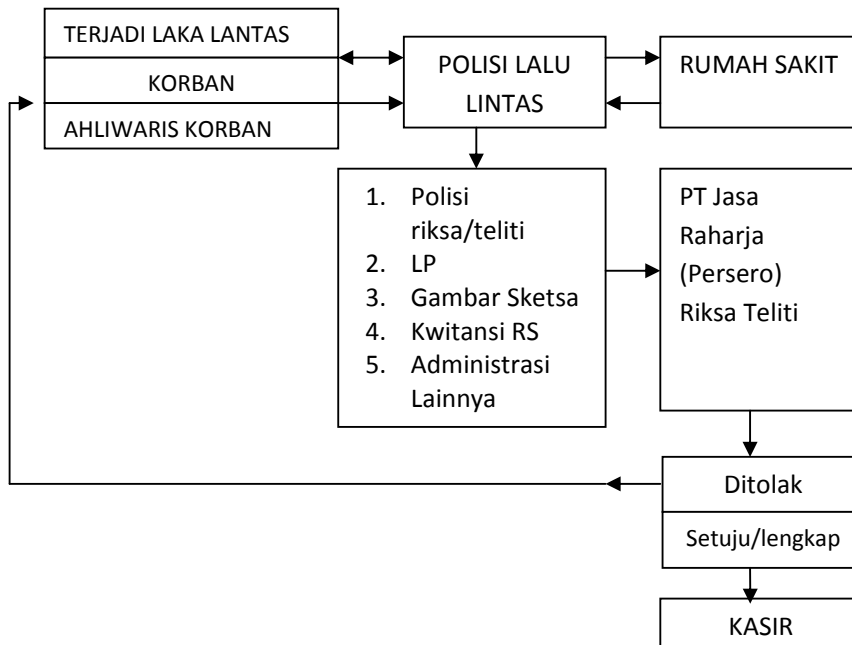 TERJADI LAKA LANTAS
KORBAN
AHLIWARIS KORBAN
POLISI LALU
LINTAS
RUMAH SAKIT
1. Polisi
riksa/teliti
2. LP
3. Gambar Sketsa
4. Kwitansi RS
5. Administrasi
Lainnya
PT Jasa
Raharja
(Persero)
Riksa Teliti
Ditolak
Setuju/lengkap
KASIR